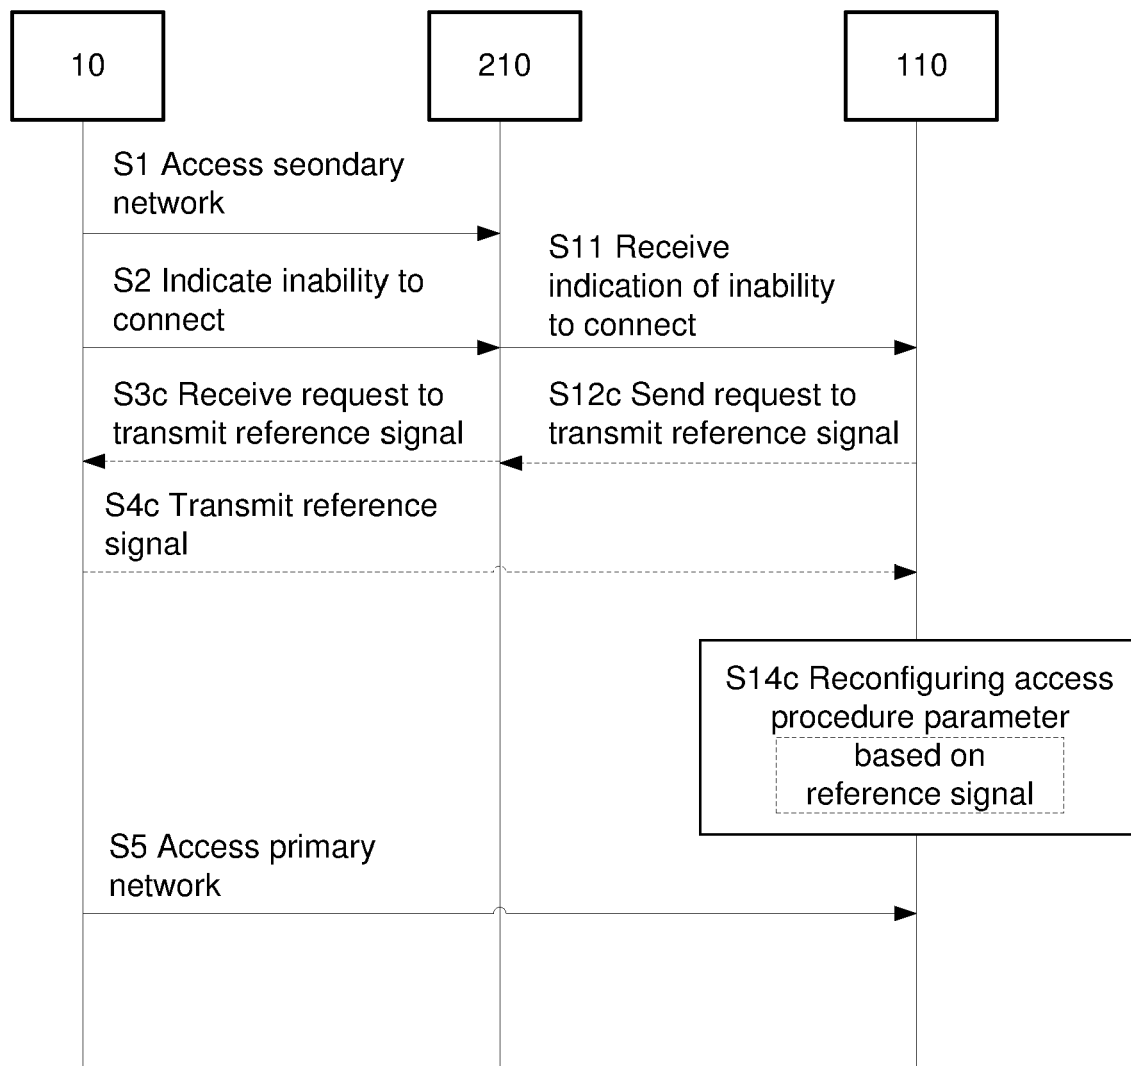 10
210
110
S1 Access seondary
network
S11 Receive
indication of inability
to connect
S2 Indicate inability to
connect
S3c Receive request to
transmit reference signal
S12c Send request to
transmit reference signal
S4c Transmit reference
signal
S14c Reconfiguring access
procedure parameter
based on
reference signal
S5 Access primary
network